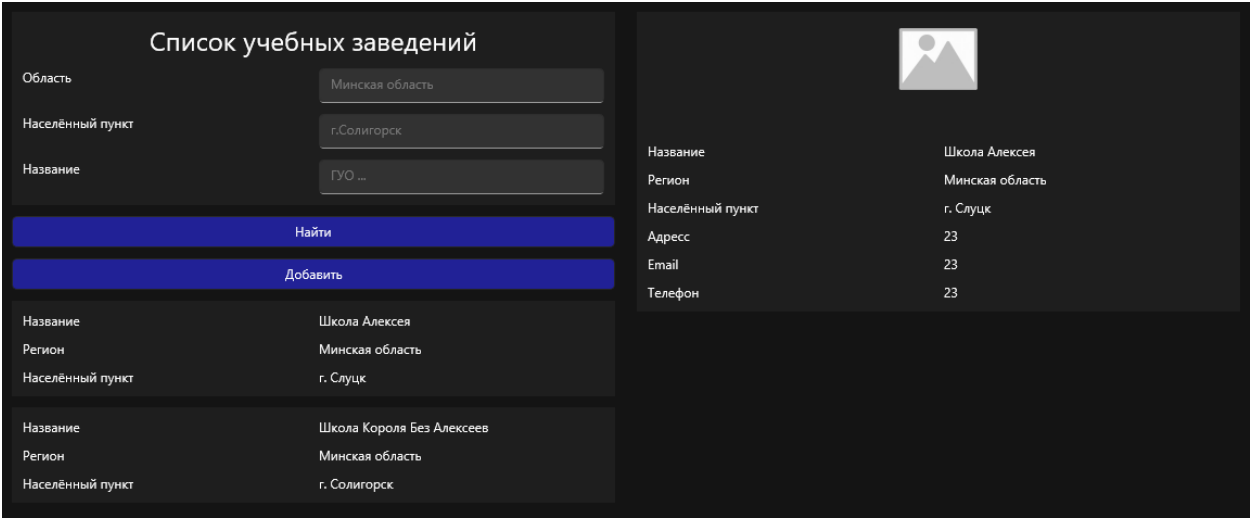 Список учебных заведений
Область Минская область
Населённый пункт г.Солигорск
Название ГУО ...
Найти
Добавить
Название Школа Алексея
Регион Минская область
Населённый пункт г. Слуцк
Название Школа Короля Без Алексеев
Регион Минская область
Населённый пункт г. Солигорск
Название Школа Алексея
Регион Минская область
Населённый пункт г. Слуцк
Адресс 23
Email 23
Телефон 23